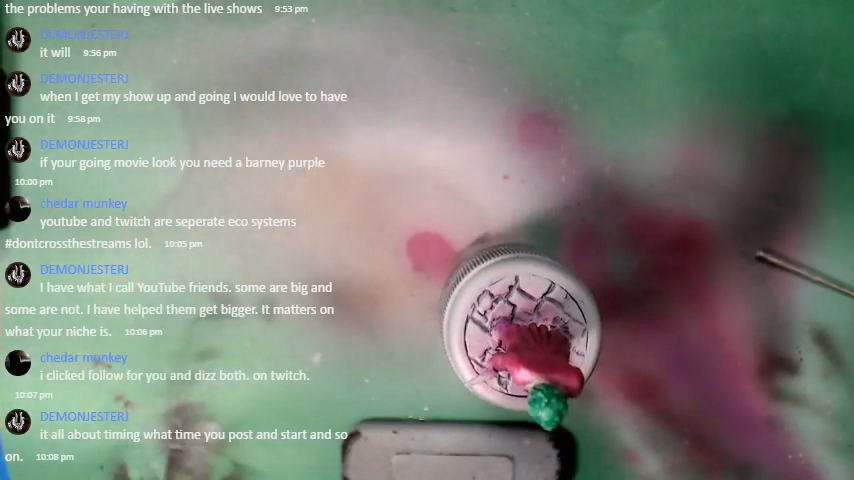 the problems your having with the live shows 9:53 pm
DEMONJESTERJ
it will 9:56 pm
DEMONJESTERJ
when I get my show up and going I would love to have
you on it 9:58 pm
DEMONJESTERJ
if your going movie look you need a barney purple
10:00 pm
chedar munkey
youtube and twitch are seperate eco systems
#dontcrossthestreams lol. 10:05 pm
DEMONJESTERJ
I have what I call YouTube friends. some are big and
some are not. I have helped them get bigger. It matters on
what your niche is. 10:06 pm
chedar munkey
i clicked follow for you and dizz both. on twitch.
10:07 pm
DEMONJESTERJ
it all about timing what time you post and start and so
on. 10:08 pm